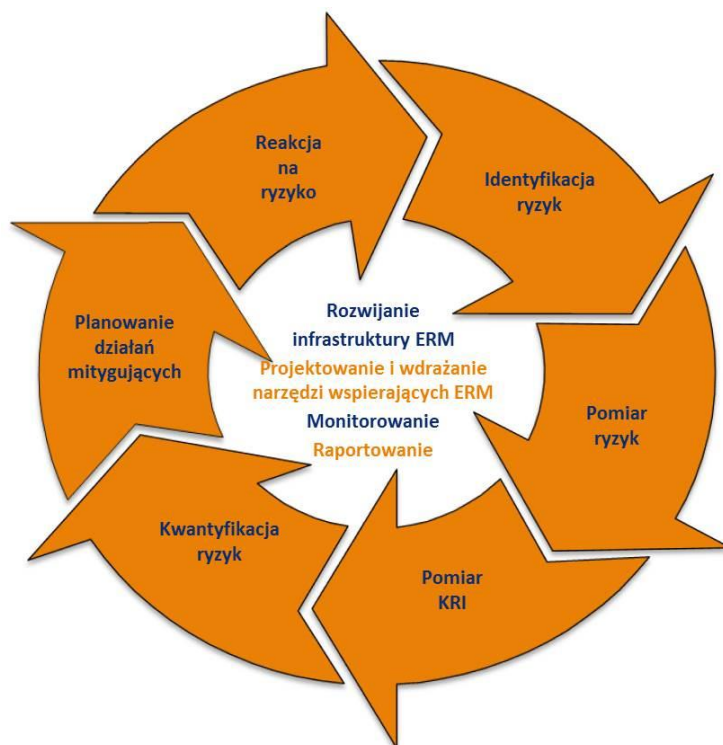 Reakcja
na
ryzyko
Identyfikacja
ryzyk
Pomiar
ryzyk
Pomiar
KRI
Kwantyfikacja
ryzyk
Planowanie
działań
mitygujących
Rozwijanie
infrastruktury ERM
Projektowanie i wdrażanie
narzędzi wspierających ERM
Monitorowanie
Raportowanie